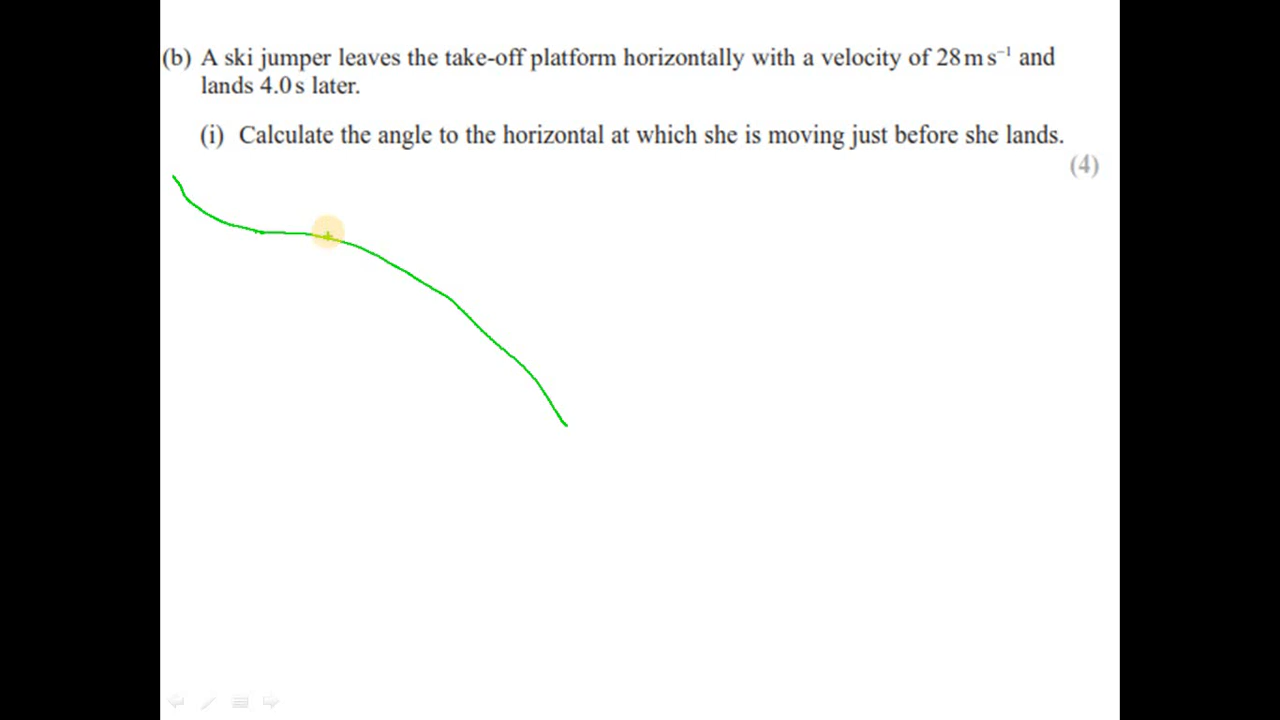 (b) A ski jumper leaves the take-off platform horizontally with a velocity of 28 m s⁻¹ and
lands 4.0 s later.
(i) Calculate the angle to the horizontal at which she is moving just before she lands.
(4)